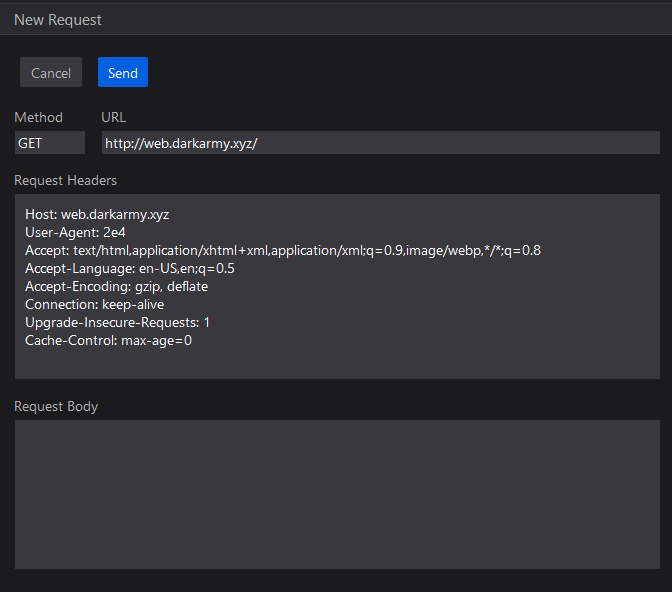 New Request
Cancel Send
Method URL
GET http://web.darkarmy.xyz/
Request Headers
Host: web.darkarmy.xyz
User-Agent: 2e4
Accept: text/html,application/xhtml+xml,application/xml;q=0.9,image/webp,*/*;q=0.8
Accept-Language: en-US,en;q=0.5
Accept-Encoding: gzip, deflate
Connection: keep-alive
Upgrade-Insecure-Requests: 1
Cache-Control: max-age=0
Request Body